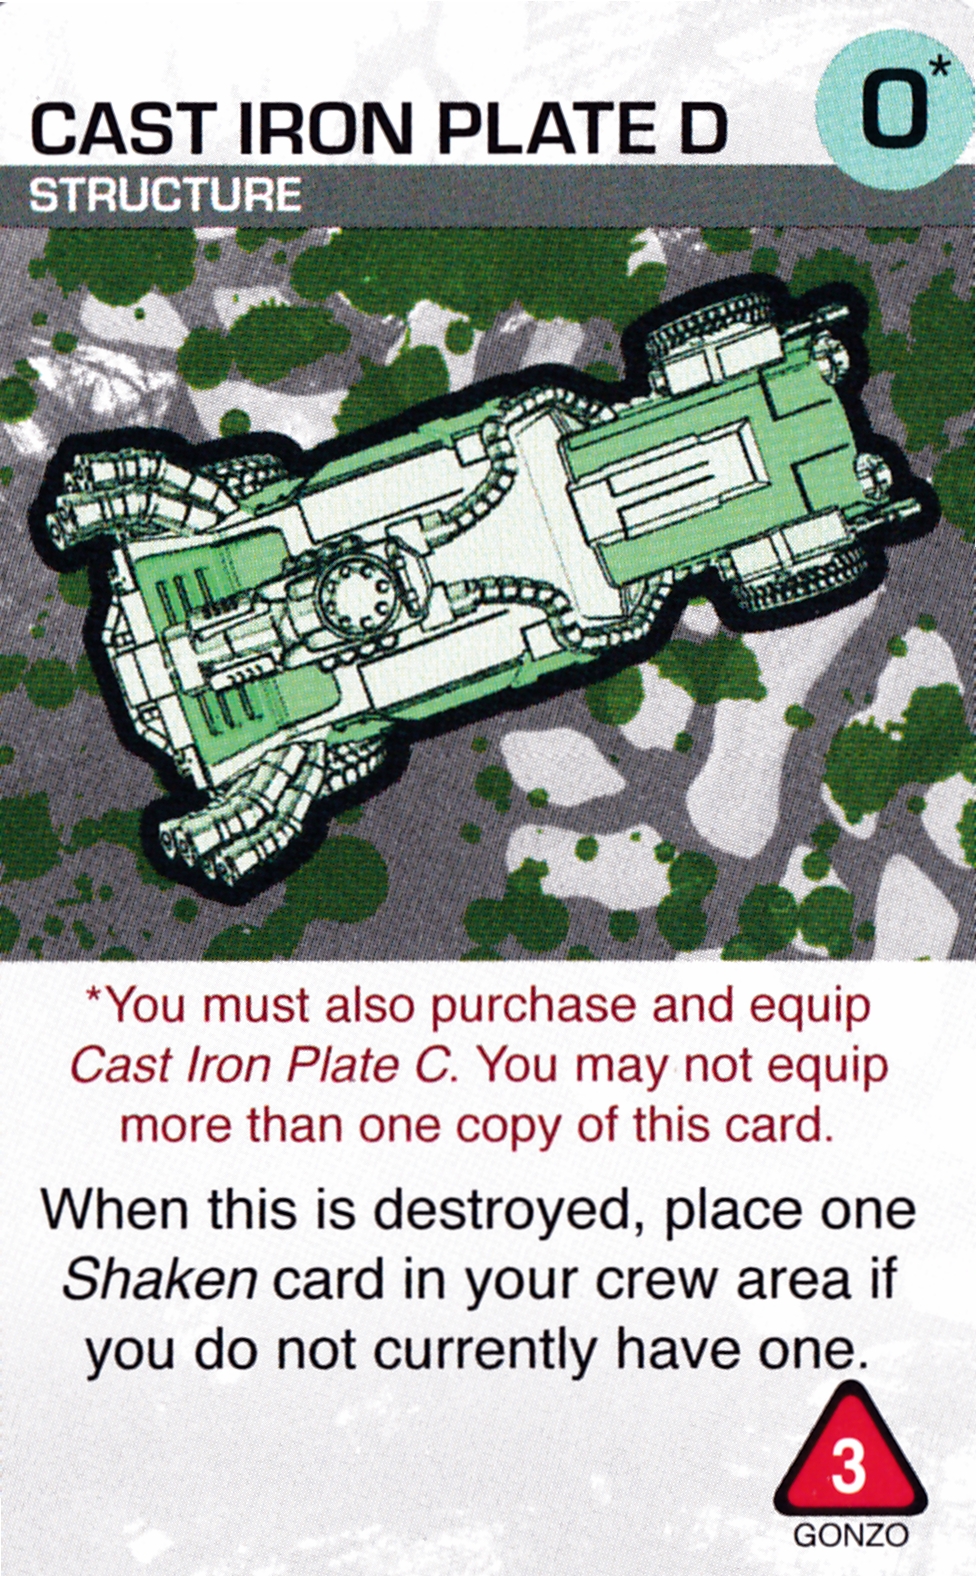 CAST IRON PLATE D
0*
STRUCTURE
*You must also purchase and equip
Cast Iron Plate C. You may not equip
more than one copy of this card.
When this is destroyed, place one
Shaken card in your crew area if
you do not currently have one.
3
GONZO